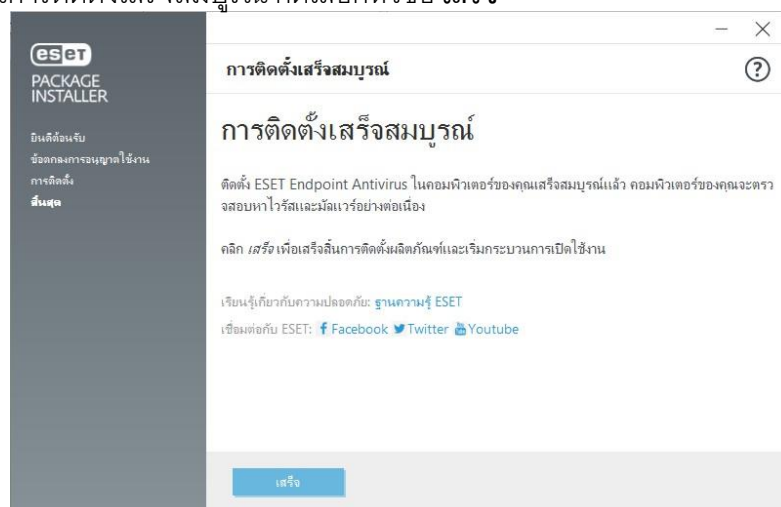 eset
PACKAGE
INSTALLER
ยินดีต้อนรับ
ข้อตกลงการอนุญาตใช้งาน
การติดตั้ง
สิ้นสุด
การติดตั้งเสร็จสมบูรณ์
?
การติดตั้งเสร็จสมบูรณ์
ติดตั้ง ESET Endpoint Antivirus ในคอมพิวเตอร์ของคุณเสร็จสมบูรณ์แล้ว คอมพิวเตอร์ของคุณจะตรว
จสอบหาไวรัสและมัลแวร์อย่างต่อเนื่อง
คลิก เสร็จ เพื่อเสร็จสิ้นการติดตั้งผลิตภัณฑ์และเริ่มกระบวนการเปิดใช้งาน
เรียนรู้เกี่ยวกับความปลอดภัย: ฐานความรู้ ESET
เชื่อมต่อกับ ESET: Facebook Twitter Youtube
เสร็จ